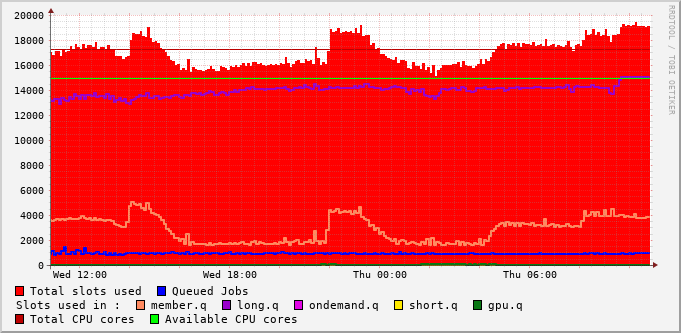 20000
18000
16000
14000
12000
10000
8000
6000
4000
2000
0
Wed 12:00 Wed 18:00 Thu 00:00 Thu 06:00
RRDTOOL / TOBI OETIKER
Total slots used Queued Jobs
Slots used in : member.q long.q ondemand.q short.q gpu.q
Total CPU cores Available CPU cores